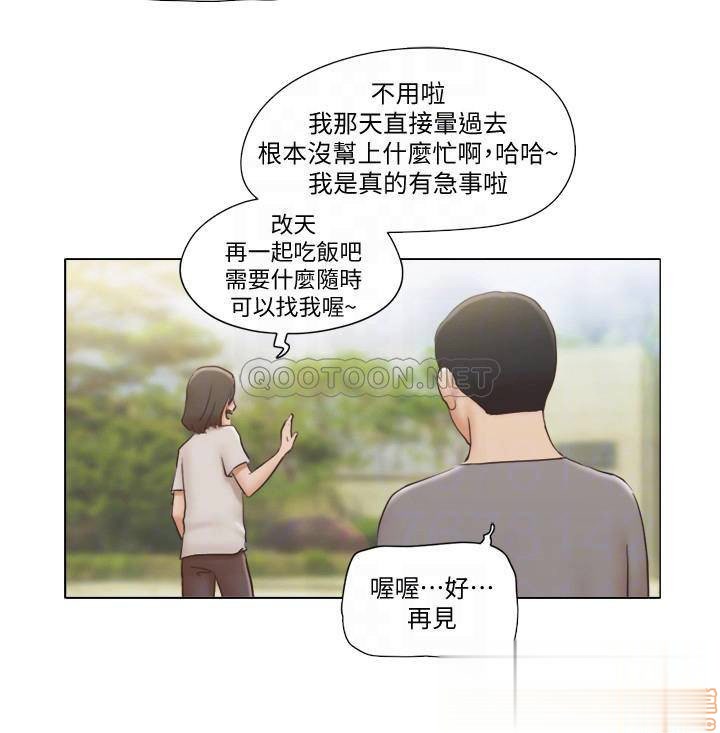 不用啦
我那天直接暈過去
根本沒幫上什麼忙啊,哈哈~
我是真的有急事啦
改天
再一起吃飯吧
需要什麼隨時
可以找我喔~
QOOTOON.NET
喔喔…好…
再見